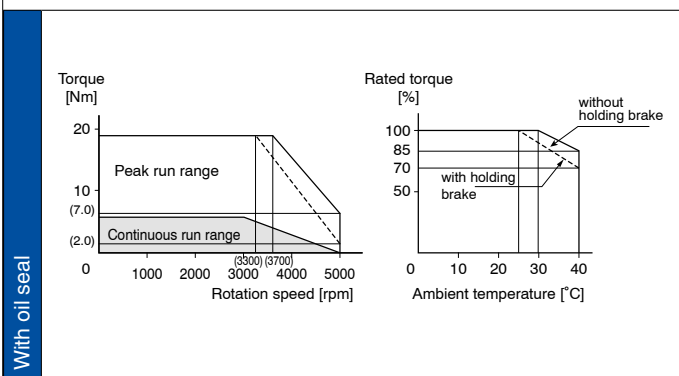 With oil seal
Torque
[Nm]
20
10
(7.0)
(2.0)
0
Peak run range
Continuous run range
1000 2000 3000 4000 5000
(3300) (3700)
Rotation speed [rpm]
Rated torque
[%]
100
85
70
50
0
without
holding brake
with holding
brake
10 20 30 40
Ambient temperature [˚C]